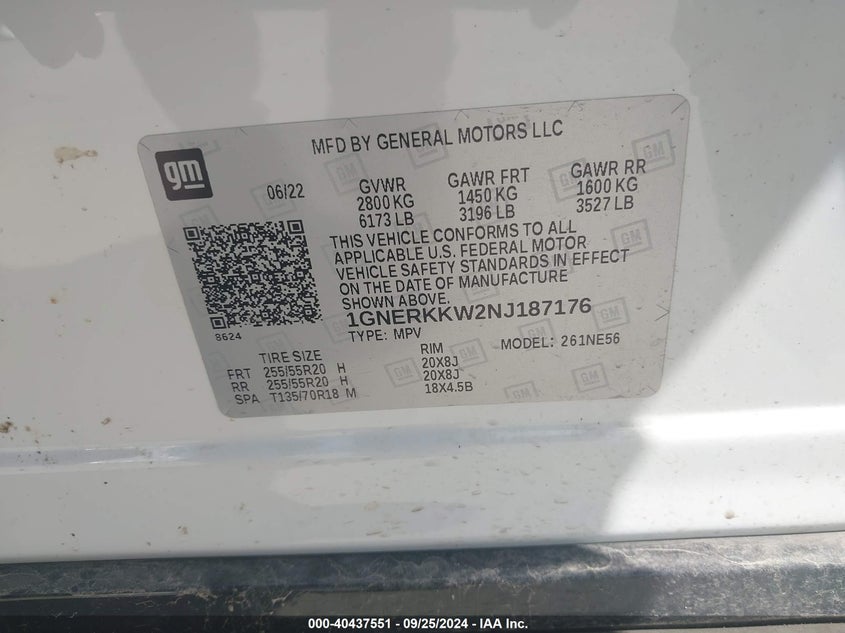 MFD BY GENERAL MOTORS LLC
gm
06/22
GVWR
2800 KG
6173 LB
GAWR FRT
1450 KG
3196 LB
GAWR RR
1600 KG
3527 LB
THIS VEHICLE CONFORMS TO ALL
APPLICABLE U.S. FEDERAL MOTOR
VEHICLE SAFETY STANDARDS IN EFFECT
ON THE DATE OF MANUFACTURE
SHOWN ABOVE.
1GNERKKW2NJ187176
8624
TYPE: MPV
MODEL: 261NE56
TIRE SIZE RIM
FRT 255/55R20 H 20X8J
RR 255/55R20 H 20X8J
SPA T135/70R18 M 18X4.5B
000-40437551 - 09/25/2024 - IAA Inc.